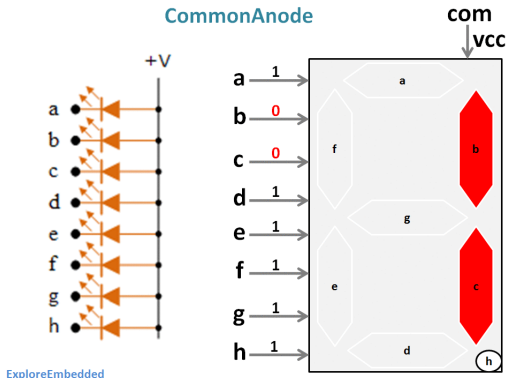 CommonAnode
com
vcc
+V
a
b
c
d
e
f
g
h
a 1
b 0
c 0
d 1
e 1
f 1
g 1
h 1
a
f
b
g
e
c
d
h
ExploreEmbedded